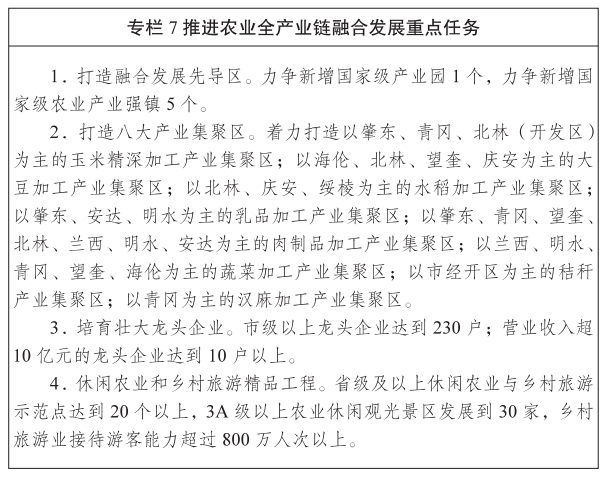 专栏 7 推进农业全产业链融合发展重点任务
1．打造融合发展先导区。力争新增国家级产业园 1 个，力争新增国
家级农业产业强镇 5 个。
2．打造八大产业集聚区。着力打造以肇东、青冈、北林（开发区）
为主的玉米精深加工产业集聚区；以海伦、北林、望奎、庆安为主的大
豆加工产业集聚区；以北林、庆安、绥棱为主的水稻加工产业集聚区；
以肇东、安达、明水为主的乳品加工产业集聚区；以肇东、青冈、望奎、
北林、兰西、明水、安达为主的肉制品加工产业集聚区；以兰西、明水、
青冈、望奎、海伦为主的蔬菜加工产业集聚区；以市经开区为主的秸秆
产业集聚区；以青冈为主的汉麻加工产业集聚区。
3．培育壮大龙头企业。市级以上龙头企业达到 230 户；营业收入超
10 亿元的龙头企业达到 10 户以上。
4．休闲农业和乡村旅游精品工程。省级及以上休闲农业与乡村旅游
示范点达到 20 个以上，3A 级以上农业休闲观光景区发展到 30 家，乡村
旅游业接待游客能力超过 800 万人次以上。